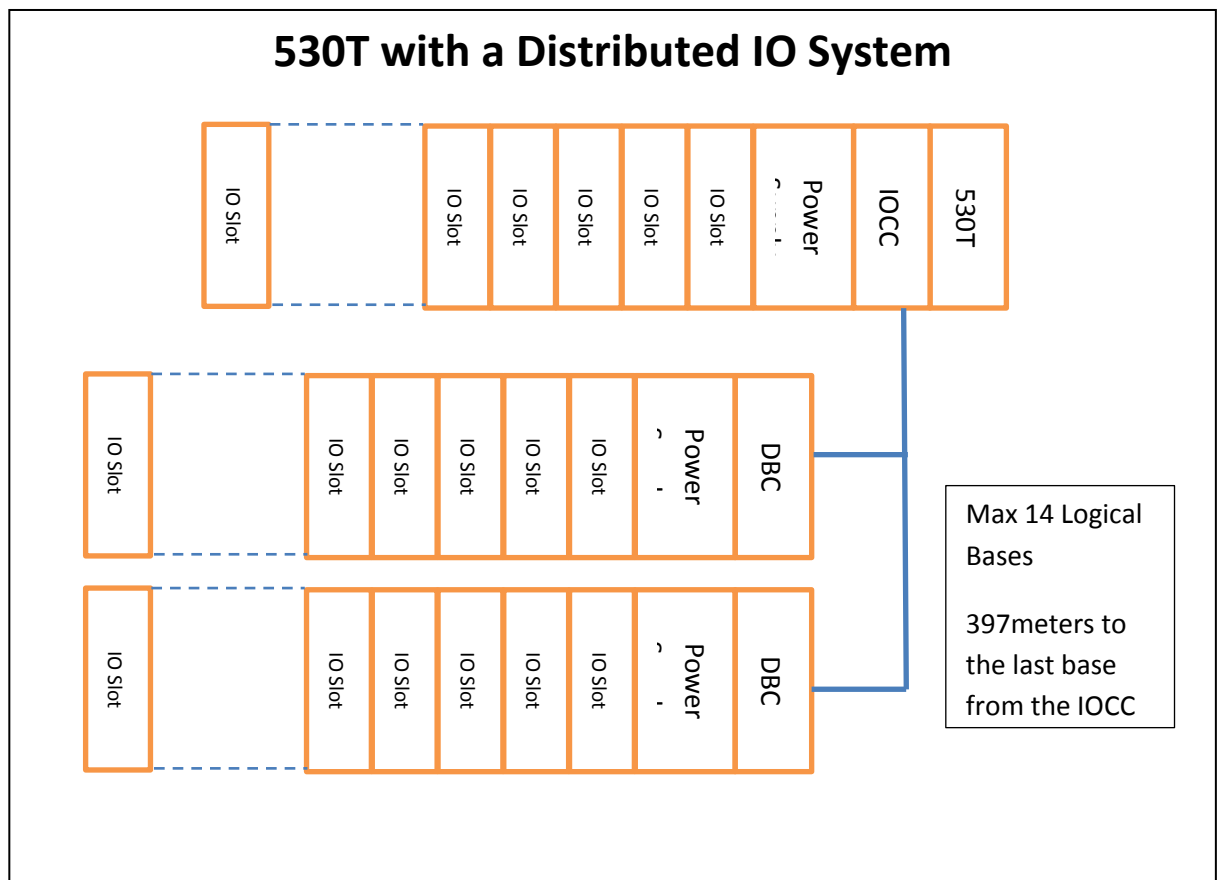 530T with a Distributed IO System
IO Slot
IO Slot
IO Slot
IO Slot
IO Slot
IO Slot
Power
IOCC
530T
IO Slot
IO Slot
IO Slot
IO Slot
IO Slot
IO Slot
Power
DBC
IO Slot
IO Slot
IO Slot
IO Slot
IO Slot
IO Slot
Power
DBC
Max 14 Logical
Bases
397meters to
the last base
from the IOCC